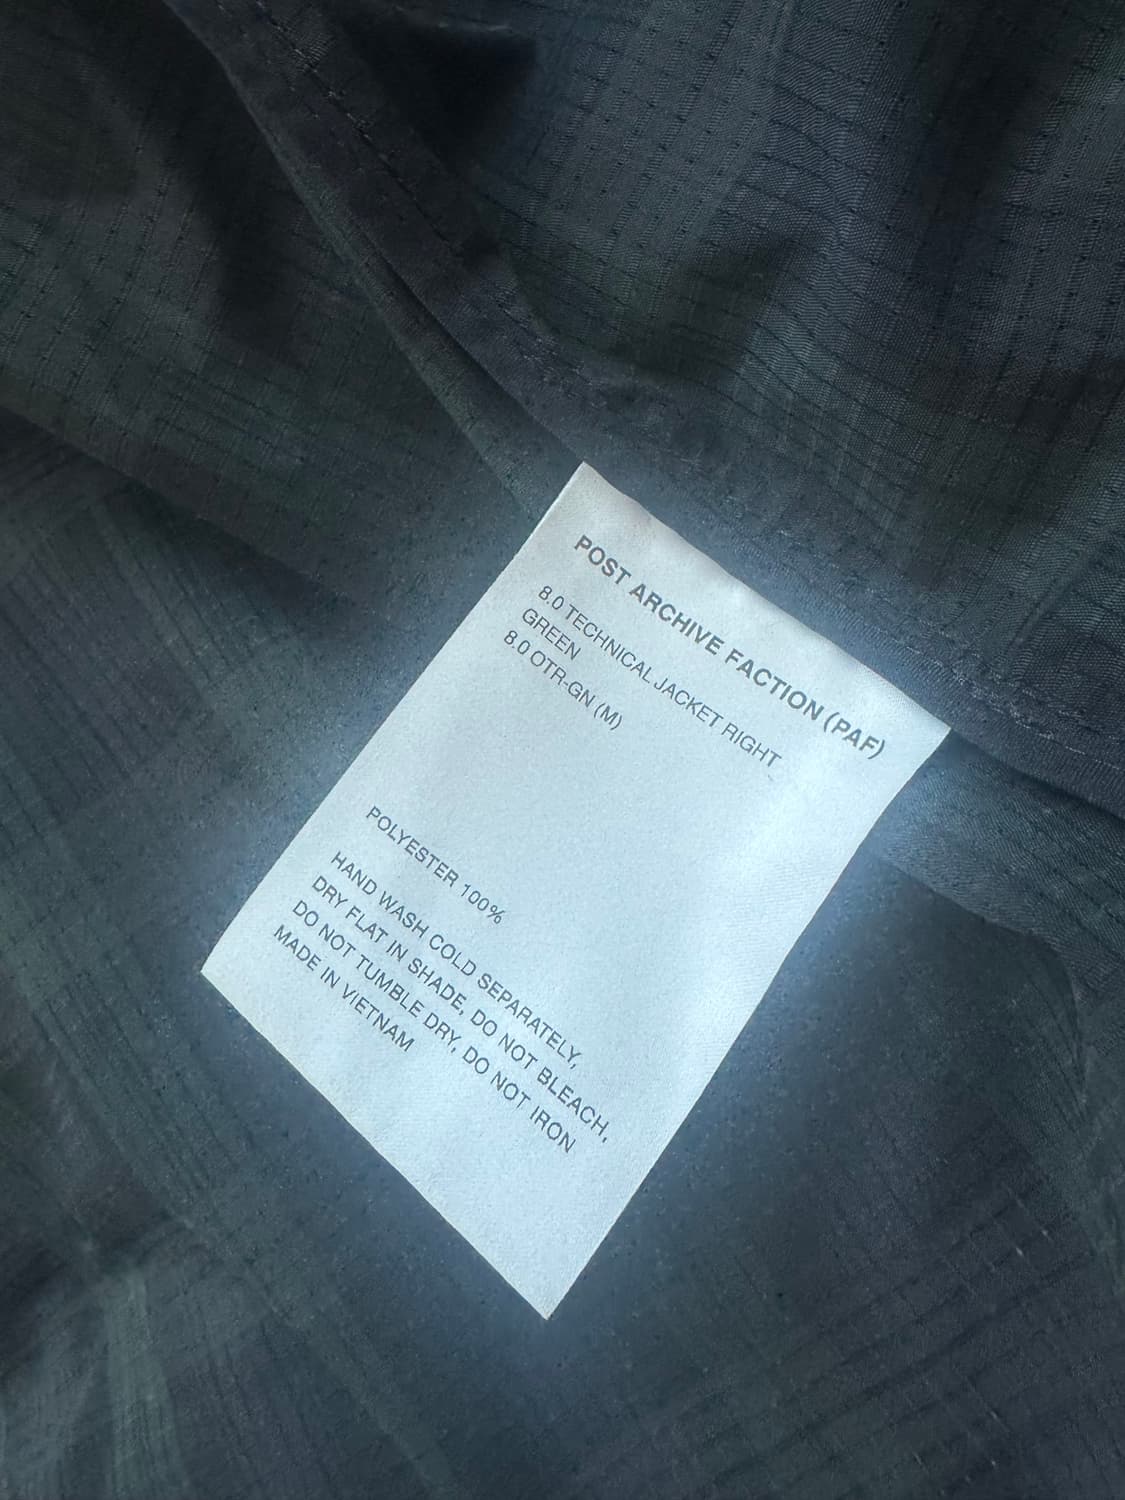 POST ARCHIVE FACTION (PAF)
8.0 TECHNICAL JACKET RIGHT
GREEN
8.0 OTR-GN (M)
POLYESTER 100%
HAND WASH COLD SEPARATELY,
DRY FLAT IN SHADE, DO NOT BLEACH,
DO NOT TUMBLE DRY, DO NOT IRON
MADE IN VIETNAM